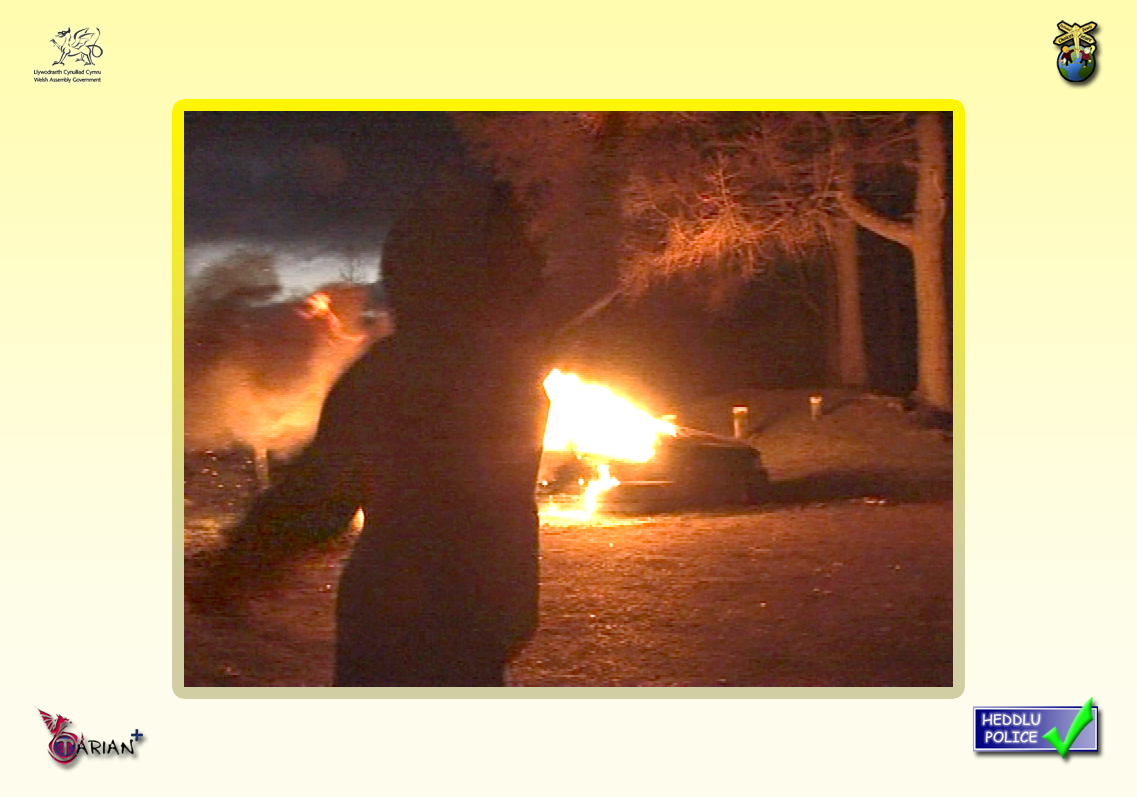 Llywodraeth Cynulliad Cymru
Welsh Assembly Government
TARIAN+
HEDDLU
POLICE